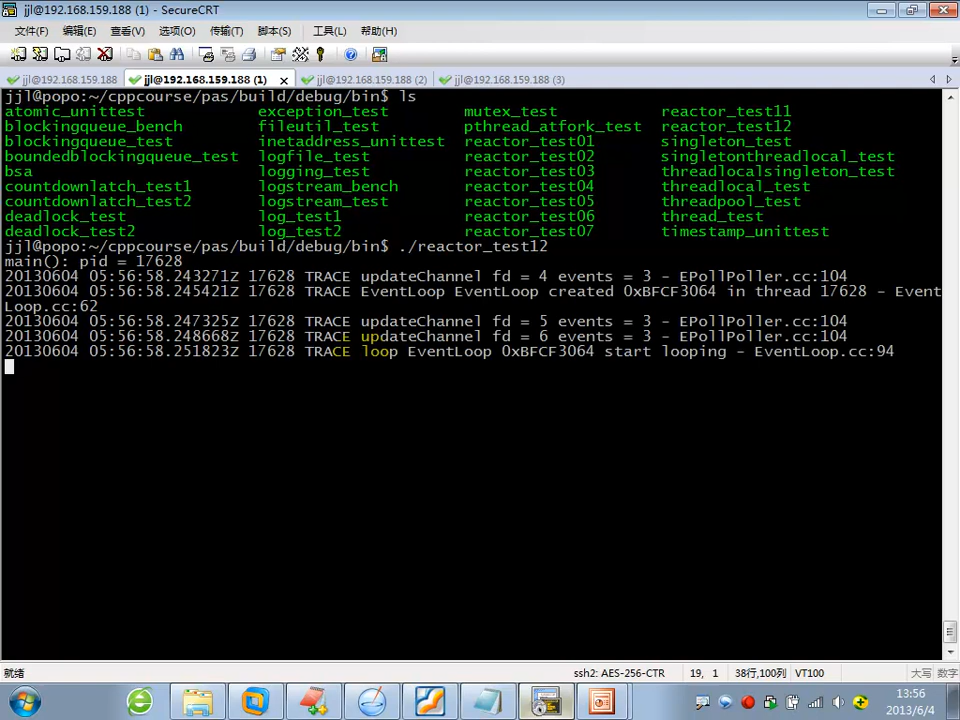 jjl@192.168.159.188 (1) - SecureCRT
文件(F) 编辑(E) 查看(V) 选项(O) 传输(T) 脚本(S) 工具(L) 帮助(H)
jjl@192.168.159.188 jjl@192.168.159.188 (1) jjl@192.168.159.188 (2) jjl@192.168.159.188 (3)
jjl@popo:~/cppcourse/pas/build/debug/bin$ ls
atomic_unittest exception_test mutex_test reactor_test11
blockingqueue_bench fileutil_test pthread_atfork_test reactor_test12
blockingqueue_test inetaddress_unittest reactor_test01 singleton_test
boundedblockingqueue_test logfile_test reactor_test02 singletonthreadlocal_test
bsa logging_test reactor_test03 threadlocalsingleton_test
countdownlatch_test1 logstream_bench reactor_test04 threadlocal_test
countdownlatch_test2 logstream_test reactor_test05 threadpool_test
deadlock_test log_test1 reactor_test06 thread_test
deadlock_test2 log_test2 reactor_test07 timestamp_unittest
jjl@popo:~/cppcourse/pas/build/debug/bin$ ./reactor_test12
main(): pid = 17628
20130604 05:56:58.243271Z 17628 TRACE updateChannel fd = 4 events = 3 - EPollPoller.cc:104
20130604 05:56:58.245421Z 17628 TRACE EventLoop EventLoop created 0xBFCF3064 in thread 17628 - Event
Loop.cc:62
20130604 05:56:58.247325Z 17628 TRACE updateChannel fd = 5 events = 3 - EPollPoller.cc:104
20130604 05:56:58.248668Z 17628 TRACE updateChannel fd = 6 events = 3 - EPollPoller.cc:104
20130604 05:56:58.251823Z 17628 TRACE loop EventLoop 0xBFCF3064 start looping - EventLoop.cc:94
就绪 ssh2: AES-256-CTR 19, 1 38行,100列 VT100 大写 数字
13:56
2013/6/4